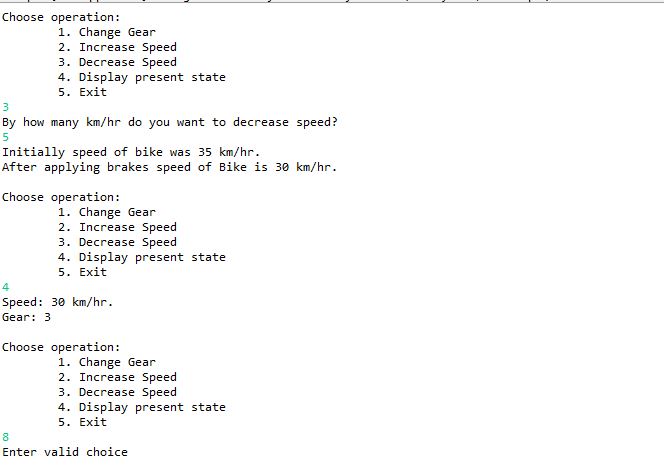 Choose operation:
1. Change Gear
2. Increase Speed
3. Decrease Speed
4. Display present state
5. Exit
3
By how many km/hr do you want to decrease speed?
5
Initially speed of bike was 35 km/hr.
After applying brakes speed of Bike is 30 km/hr.
Choose operation:
1. Change Gear
2. Increase Speed
3. Decrease Speed
4. Display present state
5. Exit
4
Speed: 30 km/hr.
Gear: 3
Choose operation:
1. Change Gear
2. Increase Speed
3. Decrease Speed
4. Display present state
5. Exit
8
Enter valid choice